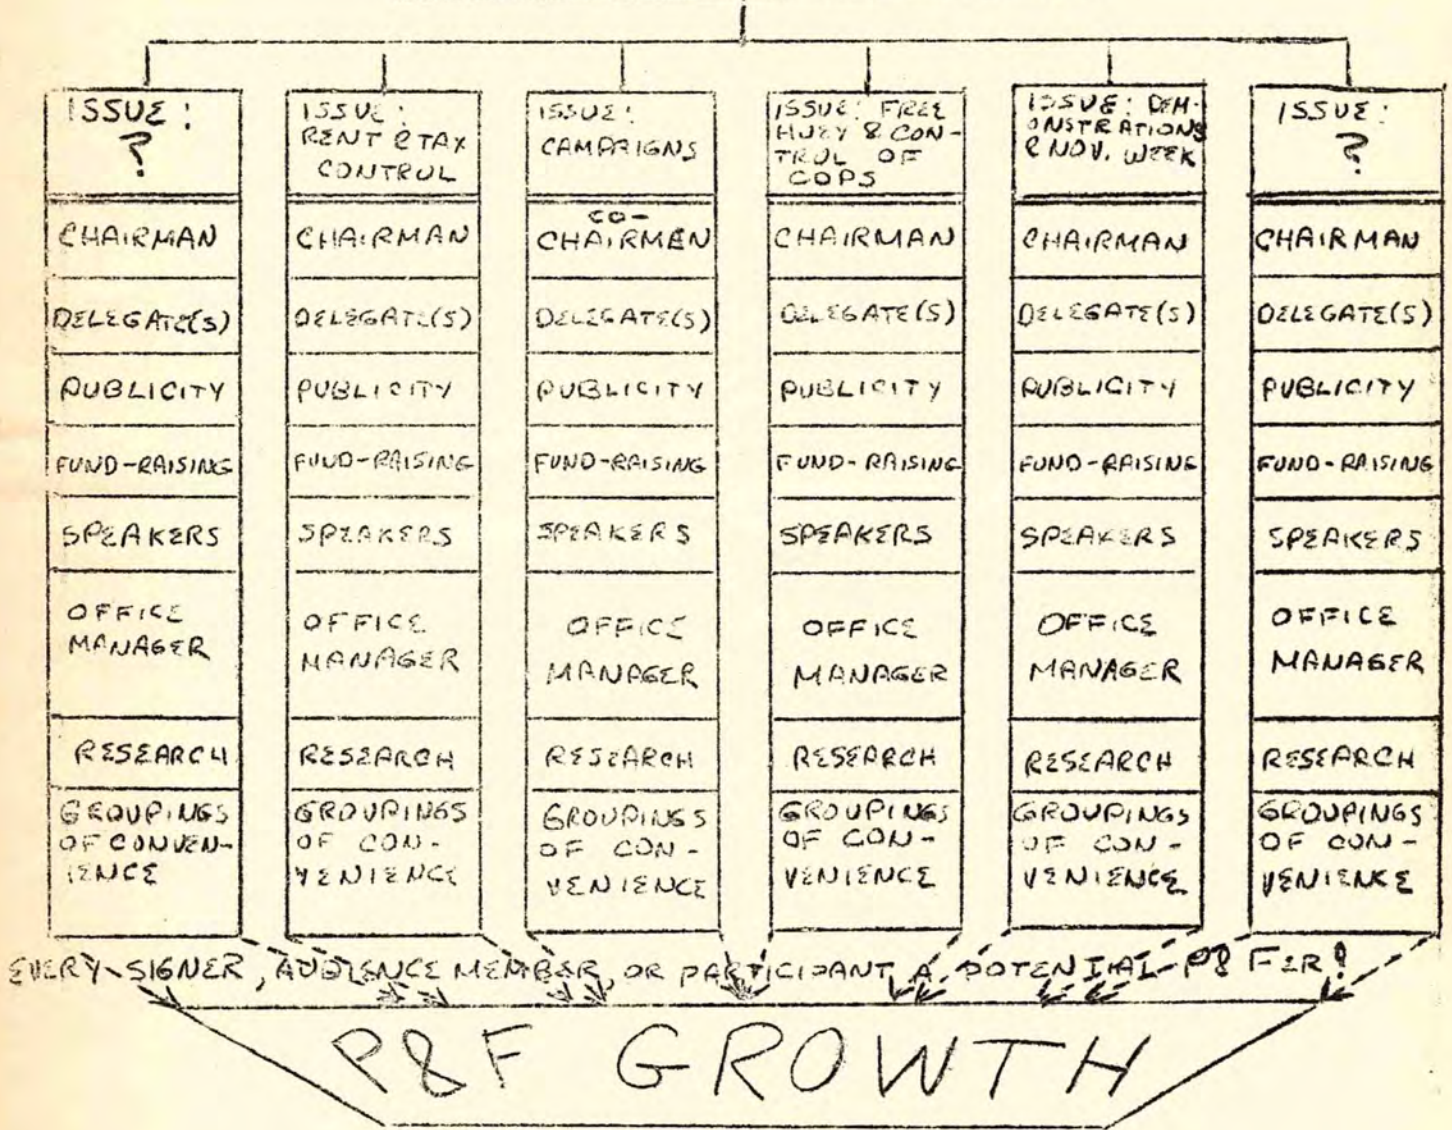 ISSUE:
?
CHAIRMAN
DELEGATE(S)
PUBLICITY
FUND-RAISING
SPEAKERS
OFFICE
MANAGER
RESEARCH
GROUPINGS
OF CONVEN-
IENCE
ISSUE:
RENT & TAX
CONTROL
CHAIRMAN
DELEGATE(S)
PUBLICITY
FUND-RAISING
SPEAKERS
OFFICE
MANAGER
RESEARCH
GROUPINGS
OF CON-
VENIENCE
ISSUE:
CAMPAIGNS
CO-
CHAIRMEN
DELEGATE(S)
PUBLICITY
FUND-RAISING
SPEAKERS
OFFICE
MANAGER
RESEARCH
GROUPINGS
OF CON-
VENIENCE
ISSUE: FREE
HUEY & CON-
TROL OF
COPS
CHAIRMAN
DELEGATE(S)
PUBLICITY
FUND-RAISING
SPEAKERS
OFFICE
MANAGER
RESEARCH
GROUPINGS
OF CON-
VENIENCE
ISSUE: DEM-
ONSTRATIONS
& NOV. WEEK
CHAIRMAN
DELEGATE(S)
PUBLICITY
FUND-RAISING
SPEAKERS
OFFICE
MANAGER
RESEARCH
GROUPINGS
OF CON-
VENIENCE
ISSUE:
?
CHAIRMAN
DELEGATE(S)
PUBLICITY
FUND-RAISING
SPEAKERS
OFFICE
MANAGER
RESEARCH
GROUPINGS
OF CON-
VENIENCE
EVERY SIGNER, AUDIENCE MEMBER, OR PARTICIPANT A POTENTIAL P&FER!
P&F GROWTH